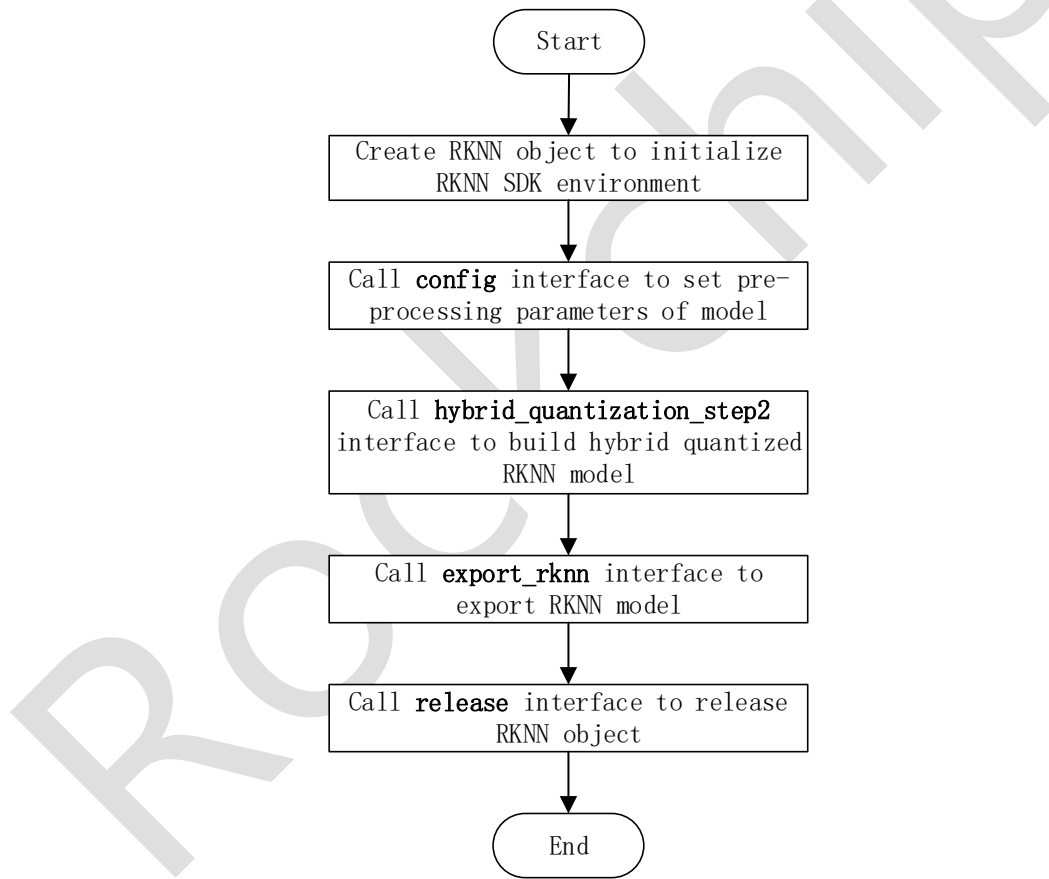 Start
Create RKNN object to initialize
RKNN SDK environment
Call config interface to set pre-
processing parameters of model
Call hybrid_quantization_step2
interface to build hybrid quantized
RKNN model
Call export_rknn interface to
export RKNN model
Call release interface to release
RKNN object
End
Rockchip